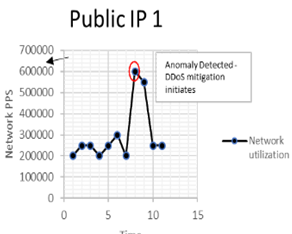 Public IP 1
Network PPS
700000
600000
500000
400000
300000
200000
100000
0
Anomaly Detected -
DDoS mitigation
initiates
Network
utilization
0
5
10
15
Time